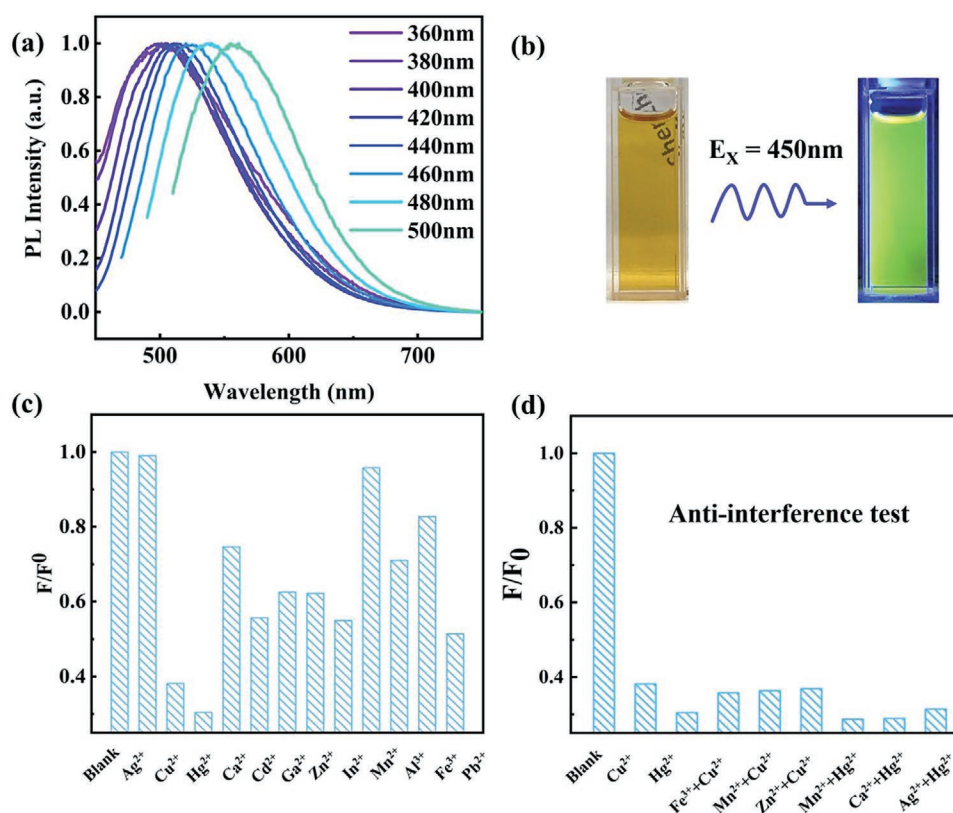 (a)
1.0
0.8
0.6
0.4
0.2
0.0
PL Intensity (a.u.)
500
600
700
Wavelength (nm)
360nm
380nm
400nm
420nm
440nm
460nm
480nm
500nm
(b)
Eₓ = 450nm
(c)
1.0
0.8
0.6
0.4
F/F⁰
Blank
Ag²⁺
Cu²⁺
Hg²⁺
Ca²⁺
Cd²⁺
Ga²⁺
Zn²⁺
In²⁺
Mn²⁺
Al³⁺
Fe³⁺
Pb²⁺
(d)
1.0
0.8
0.6
0.4
F/F₀
Anti-interference test
Blank
Cu²⁺
Hg²⁺
Fe³⁺+Cu²⁺
Mn²⁺+Cu²⁺
Zn²⁺+Cu²⁺
Mn²⁺+Hg²⁺
Ca²⁺+Hg²⁺
Ag²⁺+Hg²⁺